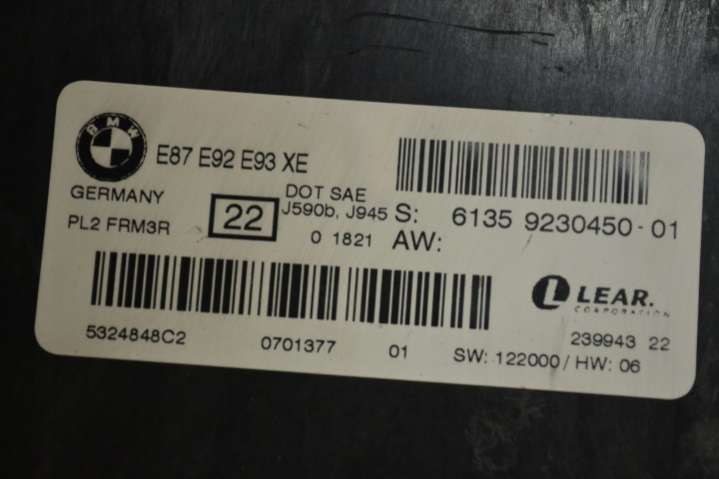 BMW
E87 E92 E93 XE
GERMANY
PL2 FRM3R
22
DOT SAE
J590b, J945
0 1821
S: 6135 9230450-01
AW:
LEAR.
CORPORATION
5324848C2 0701377 01
239943 22
SW: 122000 / HW: 06